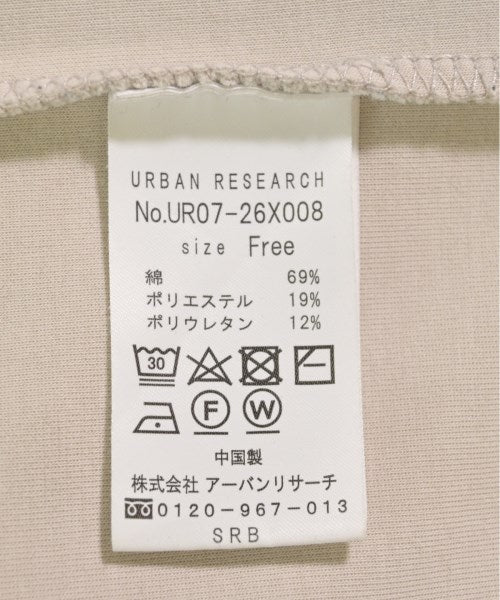 URBAN RESEARCH
No.UR07-26X008
size Free
綿 69%
ポリエステル 19%
ポリウレタン 12%
30
F W
中国製
株式会社 アーバンリサーチ
0120-967-013
SRB